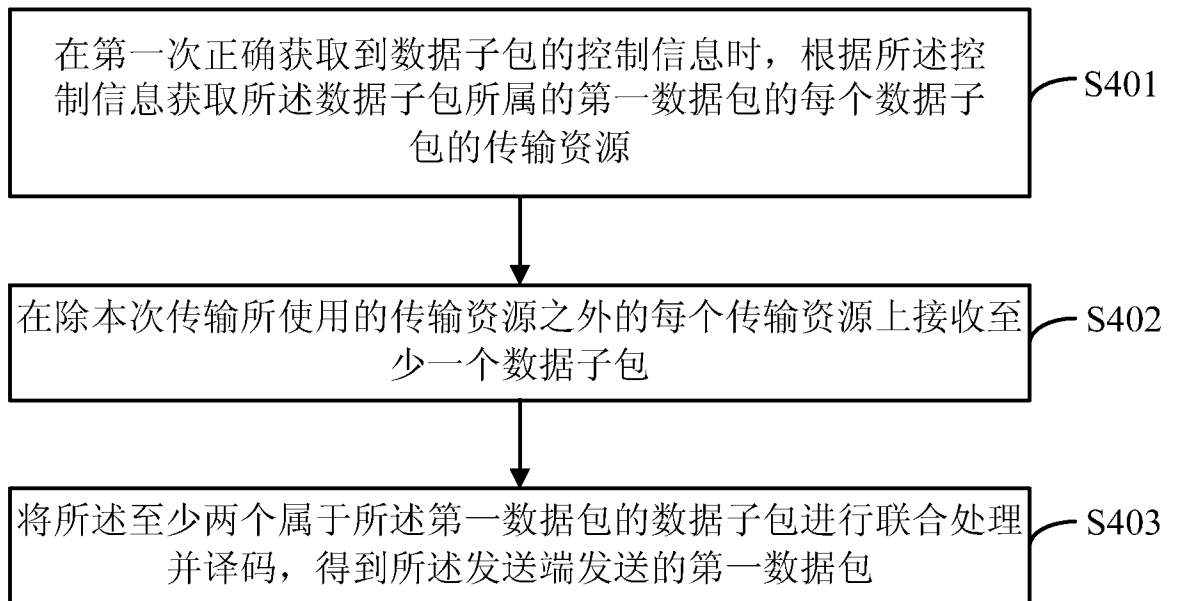 在第一次正确获取到数据子包的控制信息时，根据所述控
制信息获取所述数据子包所属的第一数据包的每个数据子
包的传输资源
S401
在除本次传输所使用的传输资源之外的每个传输资源上接收至
少一个数据子包
S402
将所述至少两个属于所述第一数据包的数据子包进行联合处理
并译码，得到所述发送端发送的第一数据包
S403